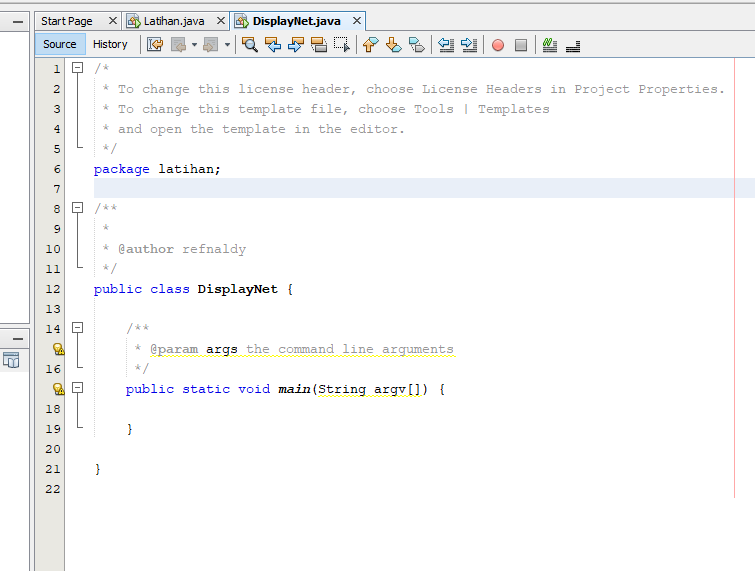 Start Page Latihan.java DisplayNet.java
Source History
1 /*
2 * To change this license header, choose License Headers in Project Properties.
3 * To change this template file, choose Tools | Templates
4 * and open the template in the editor.
5 */
6 package latihan;
7
8 /**
9 *
10 * @author refnaldy
11 */
12 public class DisplayNet {
13
14 /**
* @param args the command line arguments
16 */
public static void main(String argv[]) {
18
19 }
20
21 }
22